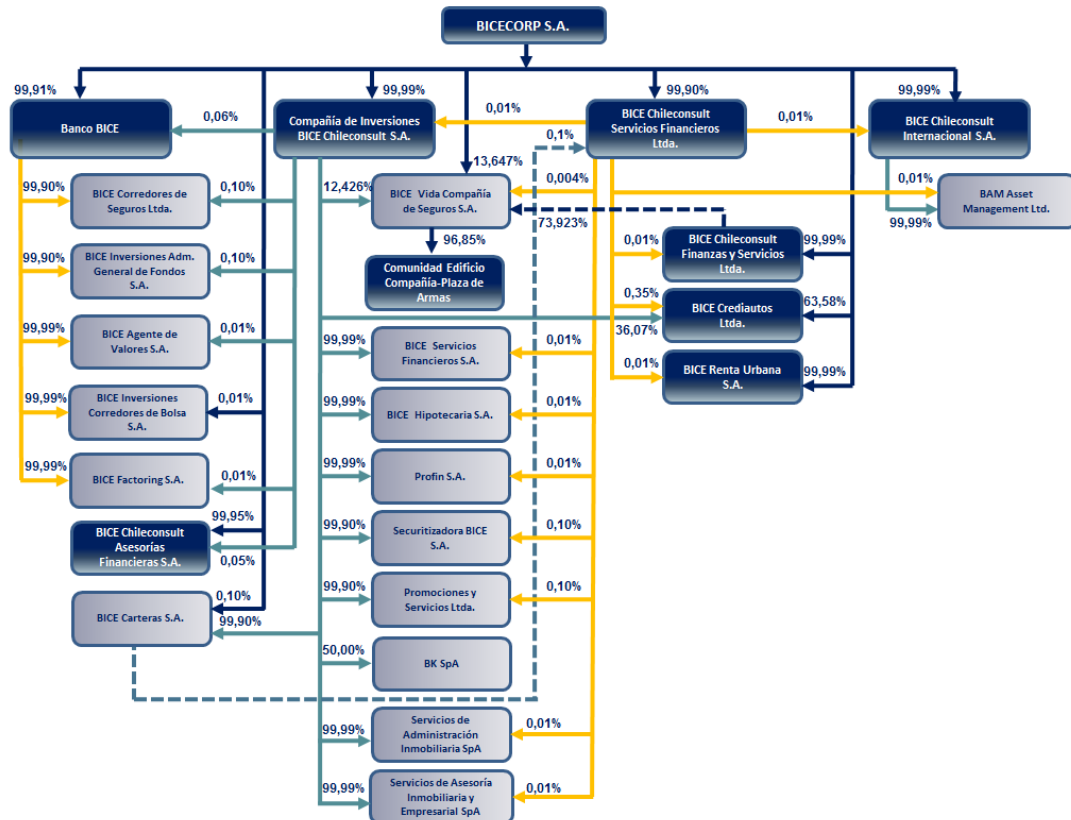 BICECORP S.A.
99,91%
99,99%
99,90%
99,99%
Banco BICE
0,06%
Compañía de Inversiones
BICE Chileconsult S.A.
0,01%
BICE Chileconsult
Servicios Financieros
Ltda.
0,01%
BICE Chileconsult
Internacional S.A.
0,1%
13,647%
99,90%
BICE Corredores de
Seguros Ltda.
0,10%
12,426%
BICE Vida Compañía
de Seguros S.A.
0,004%
73,923%
0,01%
99,99%
BAM Asset
Management Ltd.
96,85%
99,90%
BICE Inversiones Adm.
General de Fondos
S.A.
0,10%
Comunidad Edificio
Compañía-Plaza de
Armas
0,01%
BICE Chileconsult
Finanzas y Servicios
Ltda.
99,99%
0,35%
36,07%
BICE Crediautos
Ltda.
63,58%
99,99%
BICE Agente de
Valores S.A.
0,01%
99,99%
BICE Servicios
Financieros S.A.
0,01%
0,01%
BICE Renta Urbana
S.A.
99,99%
99,99%
BICE Inversiones
Corredores de Bolsa
S.A.
0,01%
99,99%
BICE Hipotecaria S.A.
0,01%
99,99%
BICE Factoring S.A.
0,01%
99,99%
Profin S.A.
0,01%
BICE Chileconsult
Asesorías
Financieras S.A.
99,95%
0,05%
99,90%
Securitizadora BICE
S.A.
0,10%
BICE Carteras S.A.
0,10%
99,90%
99,90%
Promociones y
Servicios Ltda.
0,10%
50,00%
BK SpA
99,99%
Servicios de
Administración
Inmobiliaria SpA
0,01%
99,99%
Servicios de Asesoría
Inmobiliaria y
Empresarial SpA
0,01%